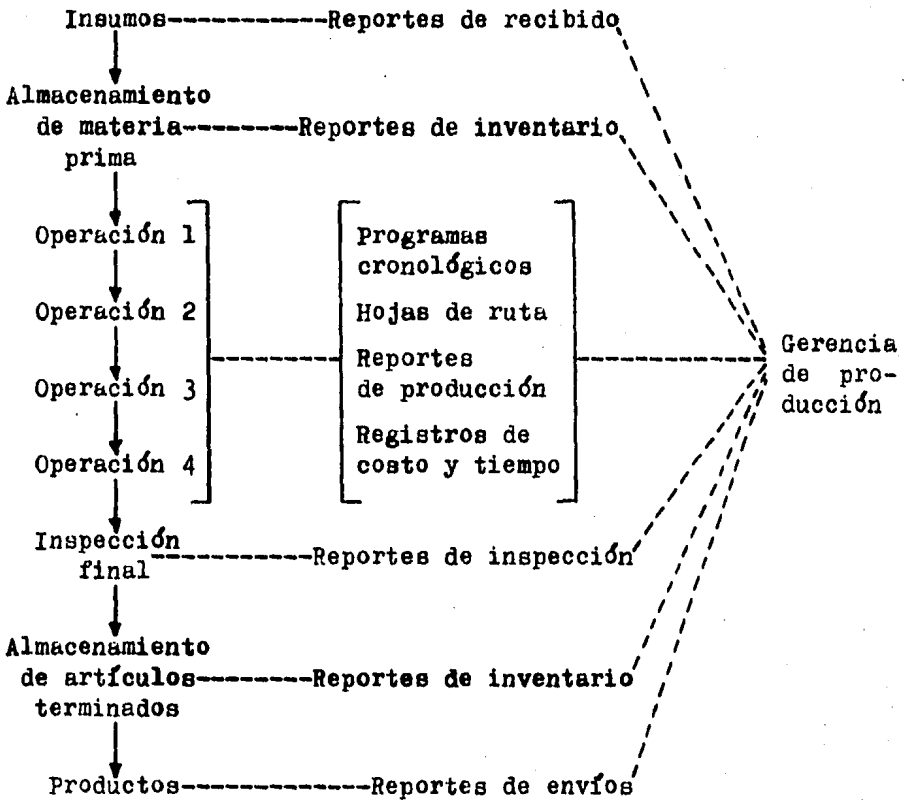 Insumos
Reportes de recibido
Almacenamiento
de materia
prima
Reportes de inventario
Operación 1
Operación 2
Operación 3
Operación 4
Programas
cronológicos
Hojas de ruta
Reportes
de producción
Registros de
costo y tiempo
Gerencia
de pro-
ducción
Inspección
final
Reportes de inspección
Almacenamiento
de artículos
terminados
Reportes de inventario
Productos
Reportes de envíos